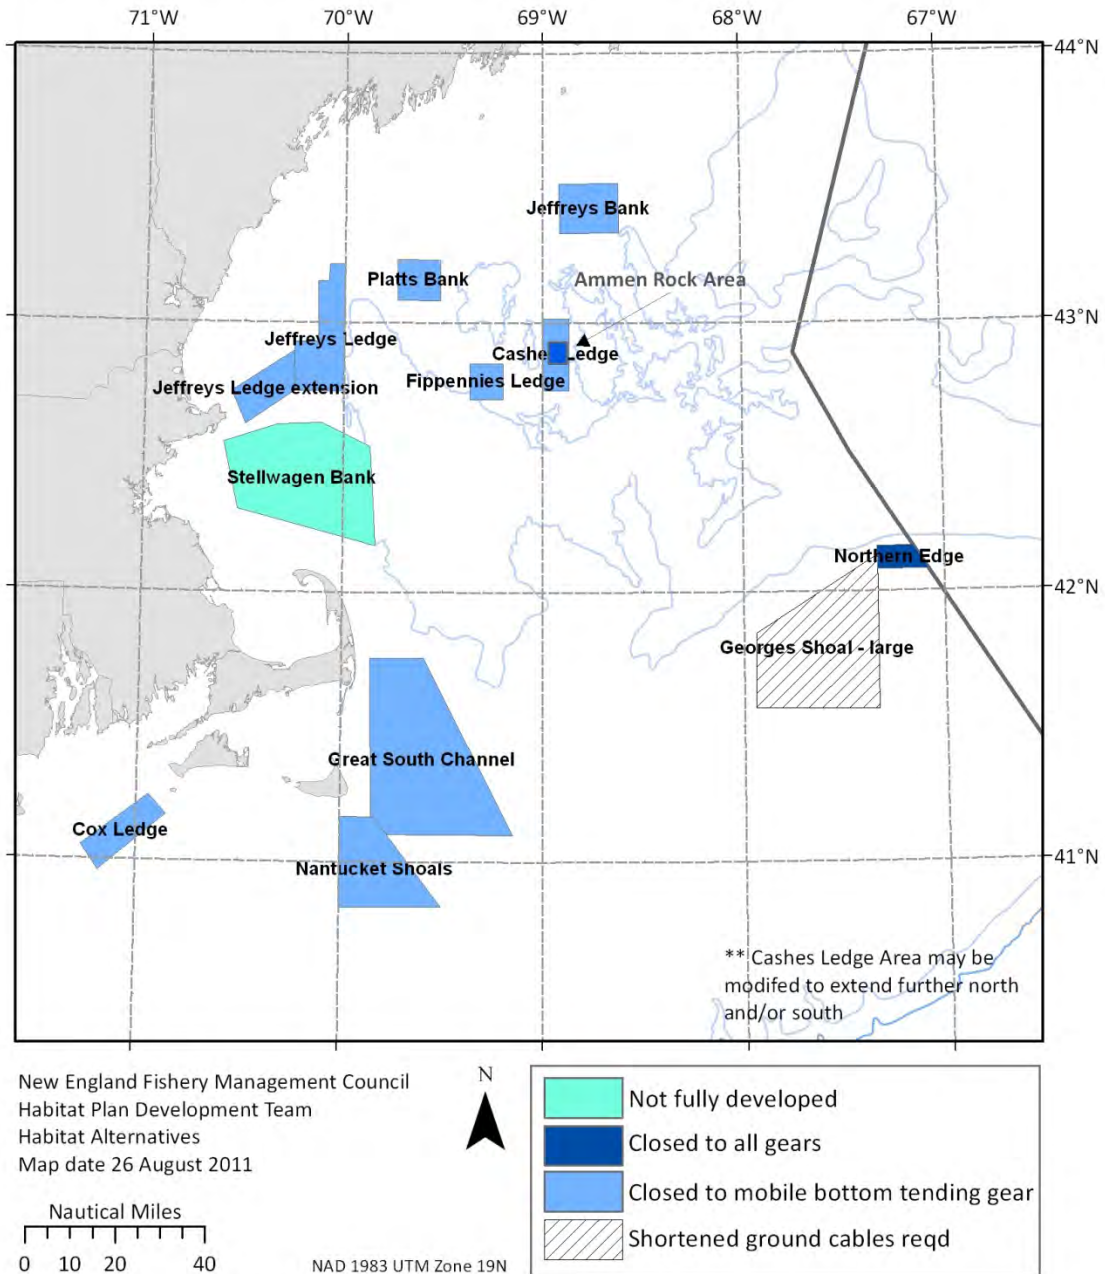 71°W 70°W 69°W 68°W 67°W
44°N
Jeffreys Bank
Platts Bank
Ammen Rock Area
43°N
Jeffreys Ledge
Cashes Ledge
Fippennies Ledge
Jeffreys Ledge extension
Stellwagen Bank
Northern Edge
42°N
Georges Shoal - large
Great South Channel
Cox Ledge
41°N
Nantucket Shoals
** Cashes Ledge Area may be
modifed to extend further north
and/or south
New England Fishery Management Council
Habitat Plan Development Team
Habitat Alternatives
Map date 26 August 2011
N
Nautical Miles
0 10 20 40
NAD 1983 UTM Zone 19N
Not fully developed
Closed to all gears
Closed to mobile bottom tending gear
Shortened ground cables reqd